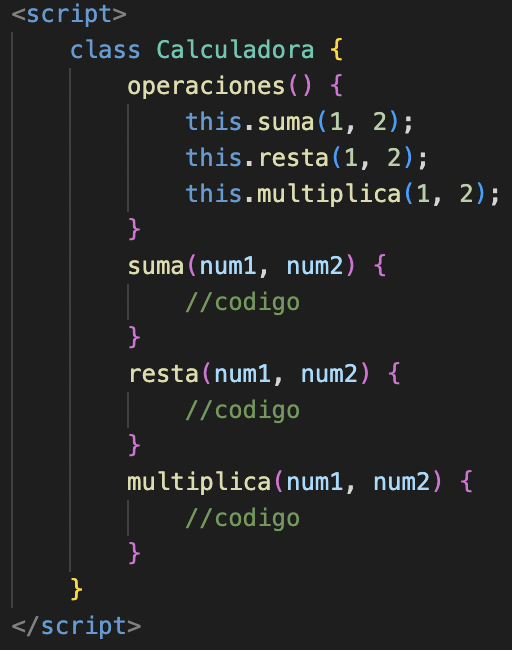 <script>
class Calculadora {
operaciones() {
this.suma(1, 2);
this.resta(1, 2);
this.multiplica(1, 2);
}
suma(num1, num2) {
//codigo
}
resta(num1, num2) {
//codigo
}
multiplica(num1, num2) {
//codigo
}
}
</script>